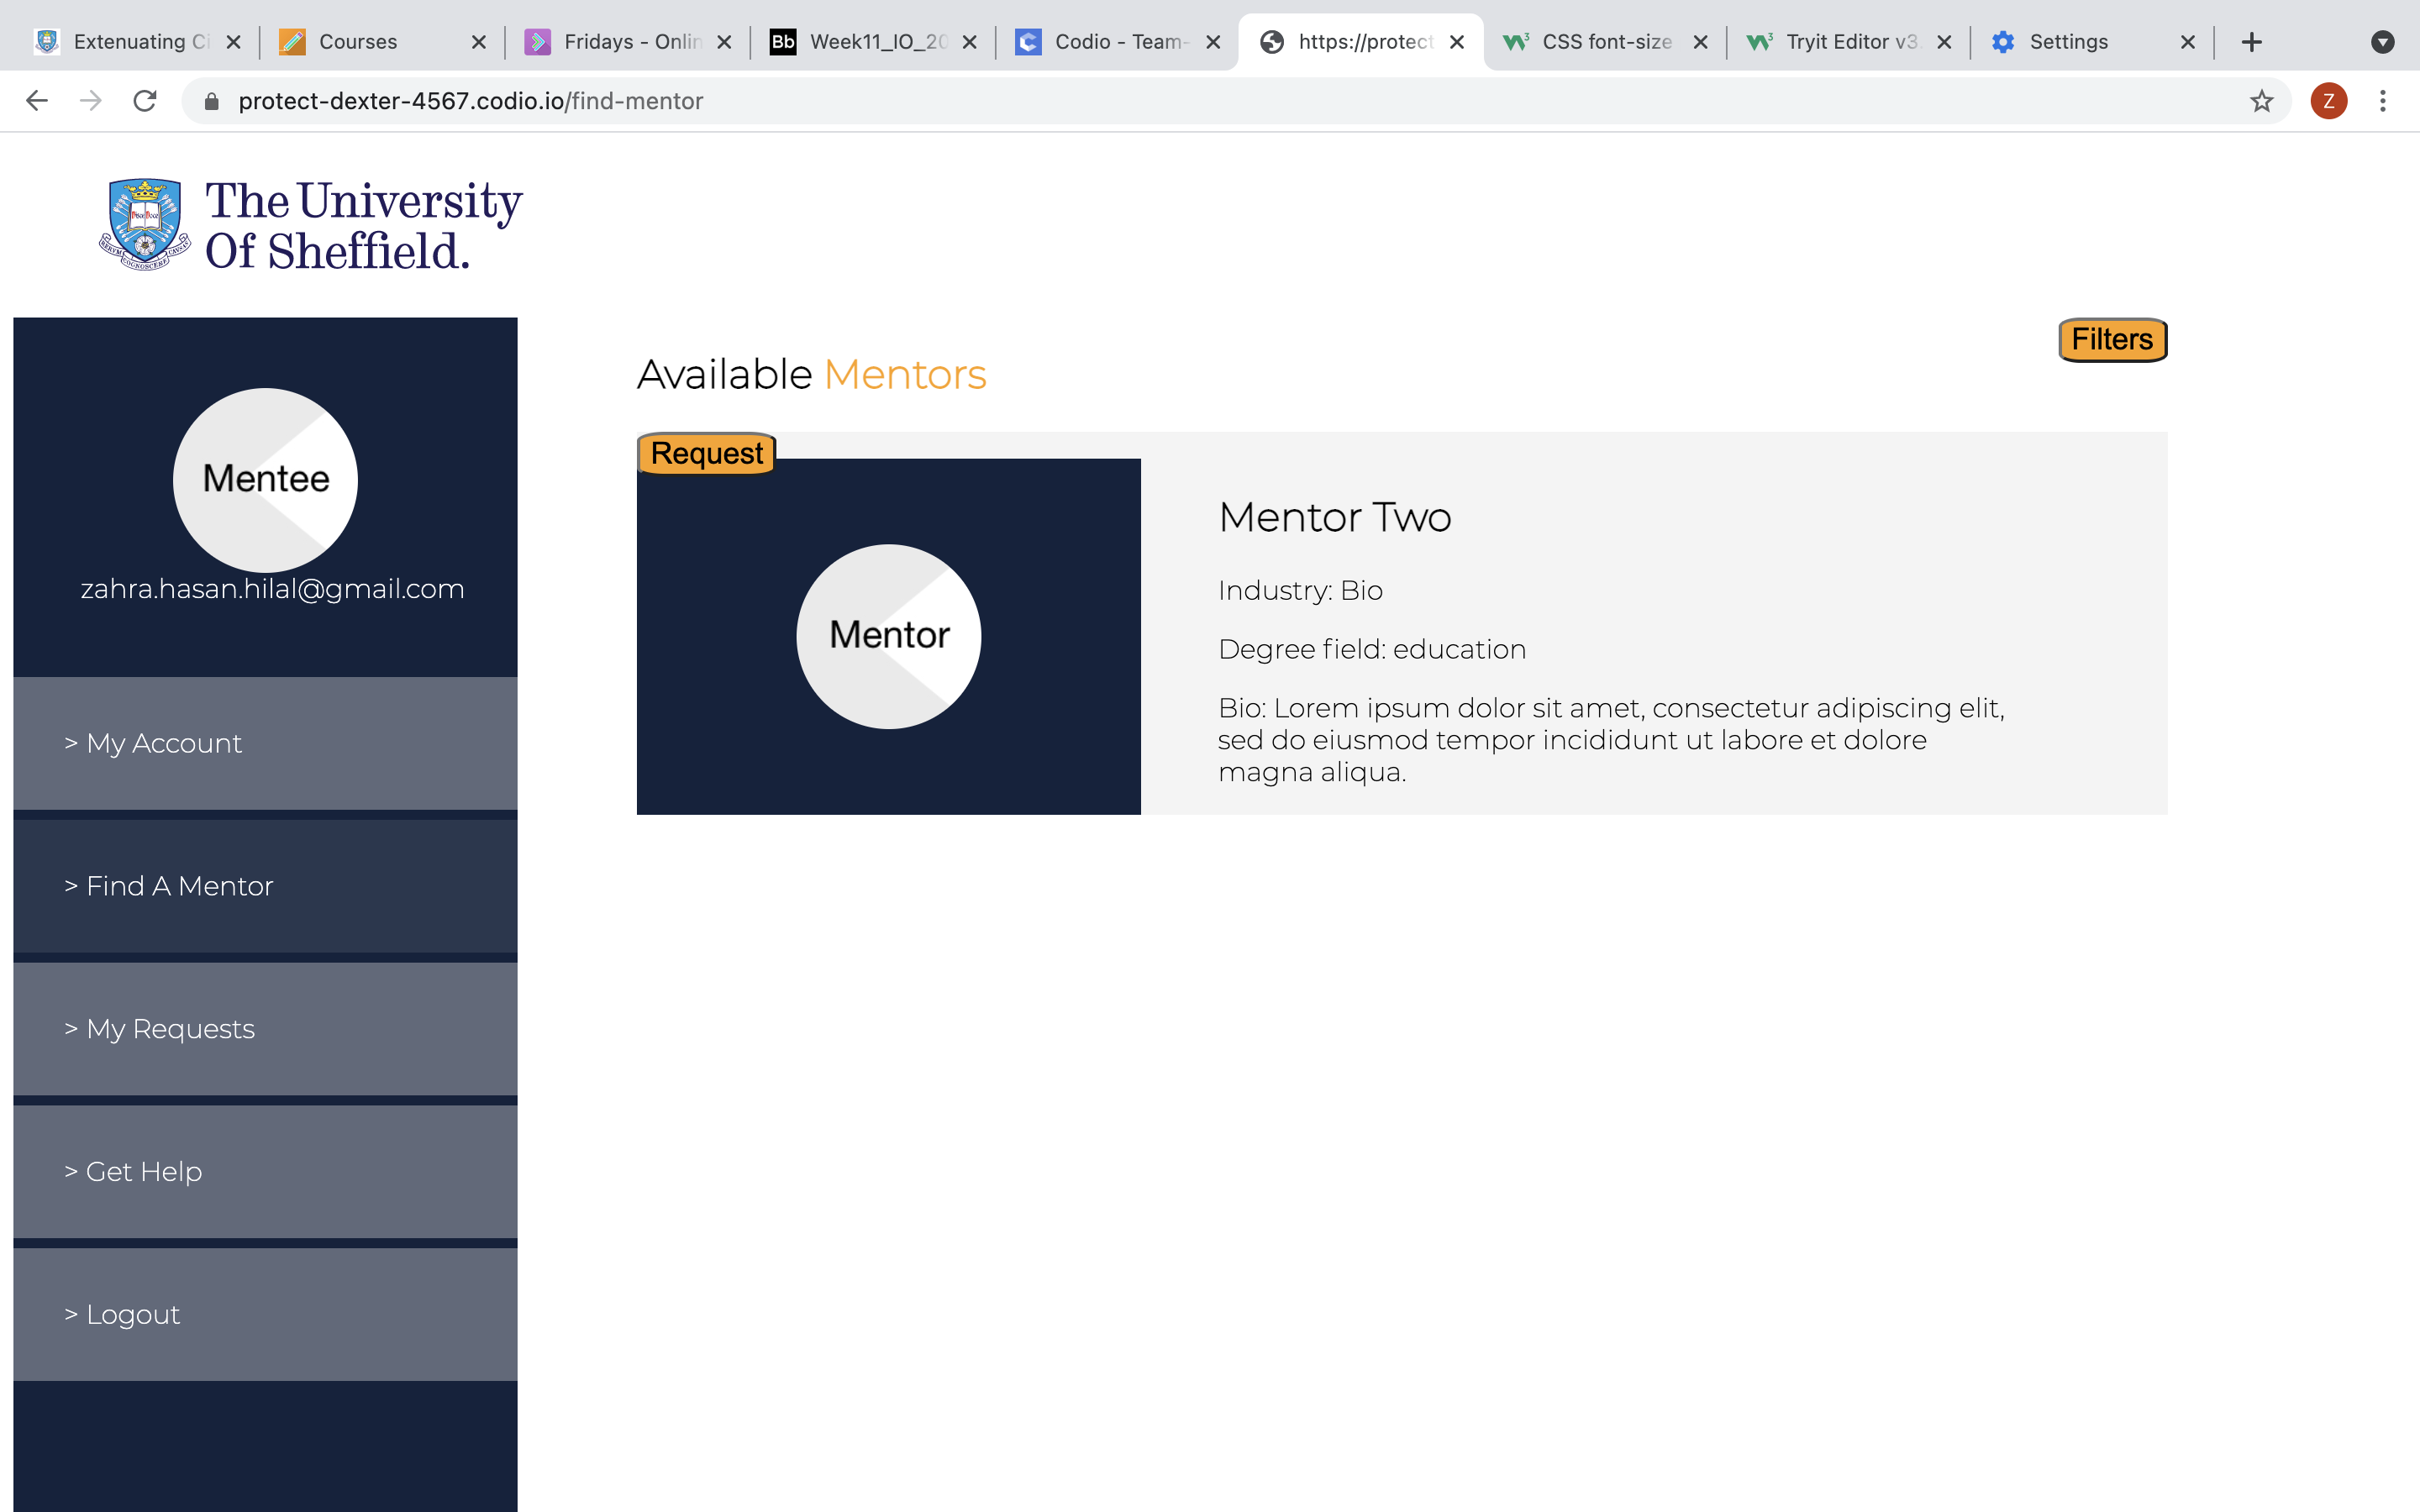 Extenuating Ci
Courses
Fridays - Onlin
Bb
Week11_IO_20
Codio - Team-
https://protect
CSS font-size
Tryit Editor v3.
Settings
protect-dexter-4567.codio.io/find-mentor
Z
The University
Of Sheffield.
Filters
Available Mentors
Request
Mentee
Mentor Two
zahra.hasan.hilal@gmail.com
Industry: Bio
Mentor
Degree field: education
Bio: Lorem ipsum dolor sit amet, consectetur adipiscing elit,
sed do eiusmod tempor incididunt ut labore et dolore
magna aliqua.
> My Account
> Find A Mentor
> My Requests
> Get Help
> Logout